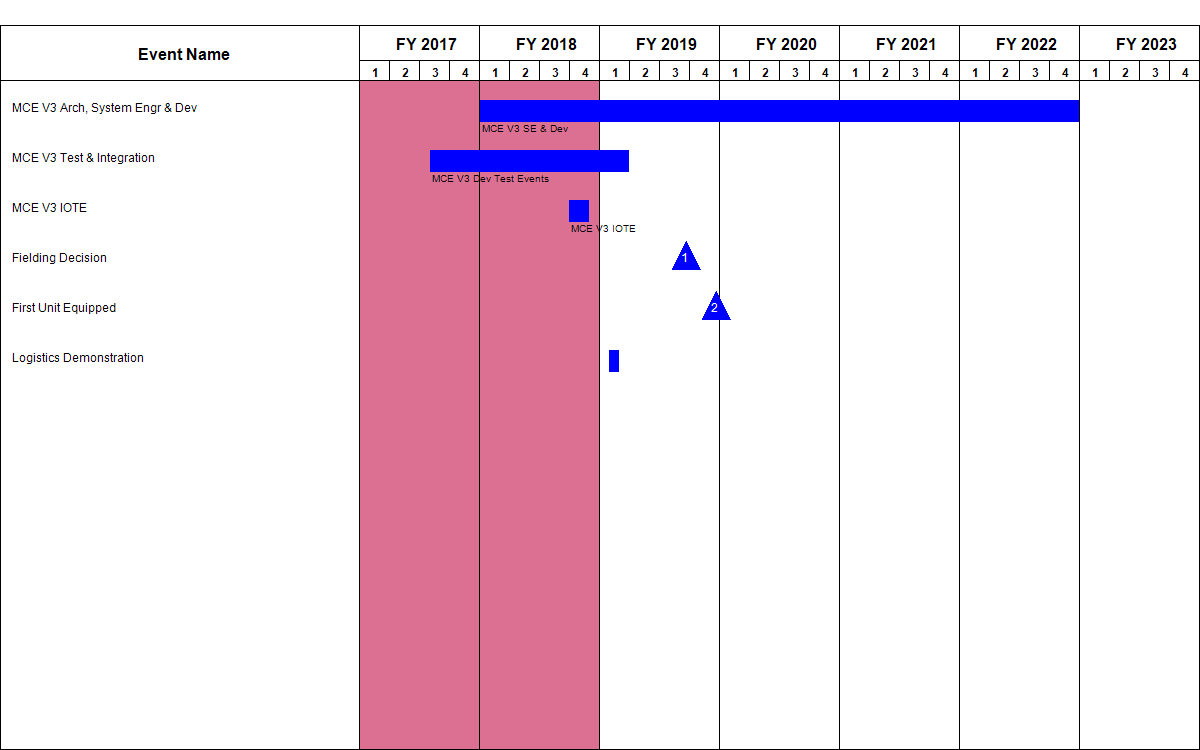 Event Name
FY 2017 FY 2018 FY 2019 FY 2020 FY 2021 FY 2022 FY 2023
1 2 3 4 1 2 3 4 1 2 3 4 1 2 3 4 1 2 3 4 1 2 3 4 1 2 3 4
MCE V3 Arch, System Engr & Dev
MCE V3 SE & Dev
MCE V3 Test & Integration
MCE V3 Dev Test Events
MCE V3 IOTE
MCE V3 IOTE
Fielding Decision
1
First Unit Equipped
2
Logistics Demonstration